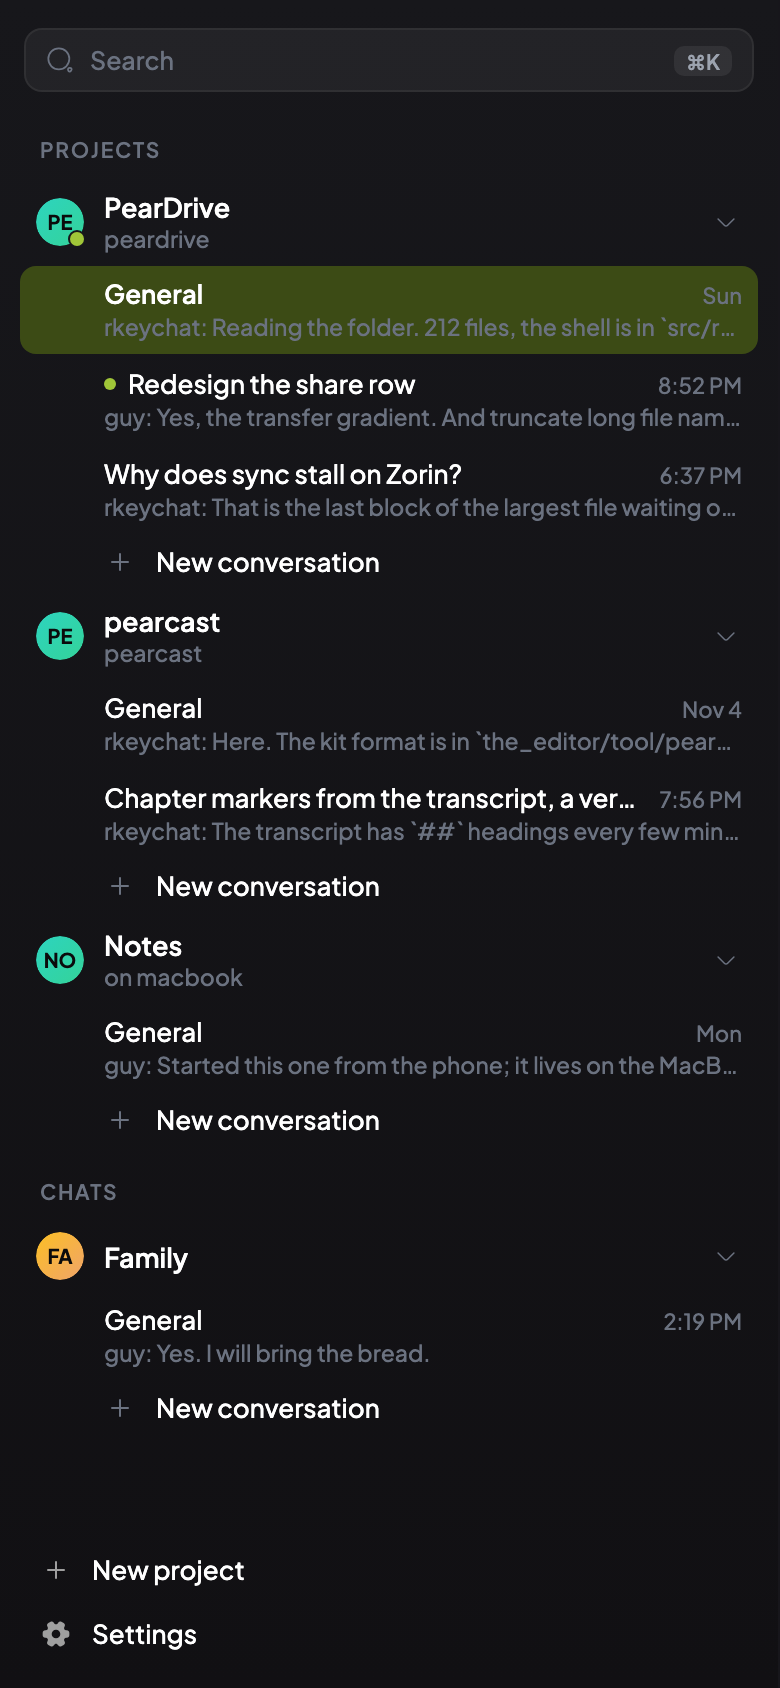 Search
⌘K
PROJECTS
PE
PearDrive
peardrive
General
Sun
rkeychat: Reading the folder. 212 files, the shell is in `src/r…
Redesign the share row
8:52 PM
guy: Yes, the transfer gradient. And truncate long file nam…
Why does sync stall on Zorin?
6:37 PM
rkeychat: That is the last block of the largest file waiting o…
+ New conversation
PE
pearcast
pearcast
General
Nov 4
rkeychat: Here. The kit format is in `the_editor/tool/pear…
Chapter markers from the transcript, a ver…
7:56 PM
rkeychat: The transcript has `##` headings every few min…
+ New conversation
NO
Notes
on macbook
General
Mon
guy: Started this one from the phone; it lives on the MacB…
+ New conversation
CHATS
FA
Family
General
2:19 PM
guy: Yes. I will bring the bread.
+ New conversation
+ New project
Settings